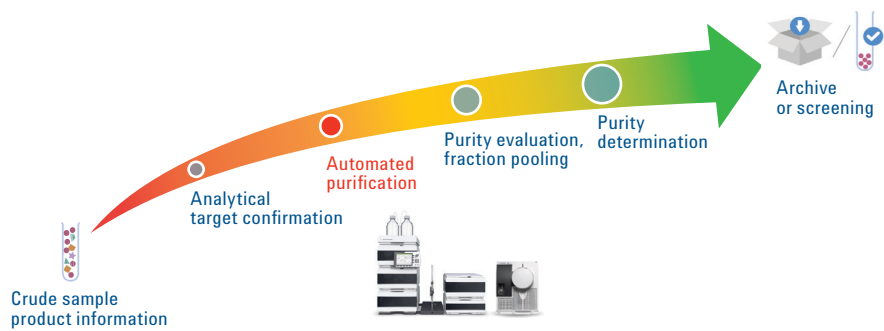 Crude sample
product information
Analytical
target confirmation
Automated
purification
Purity evaluation,
fraction pooling
Purity
determination
Archive
or screening